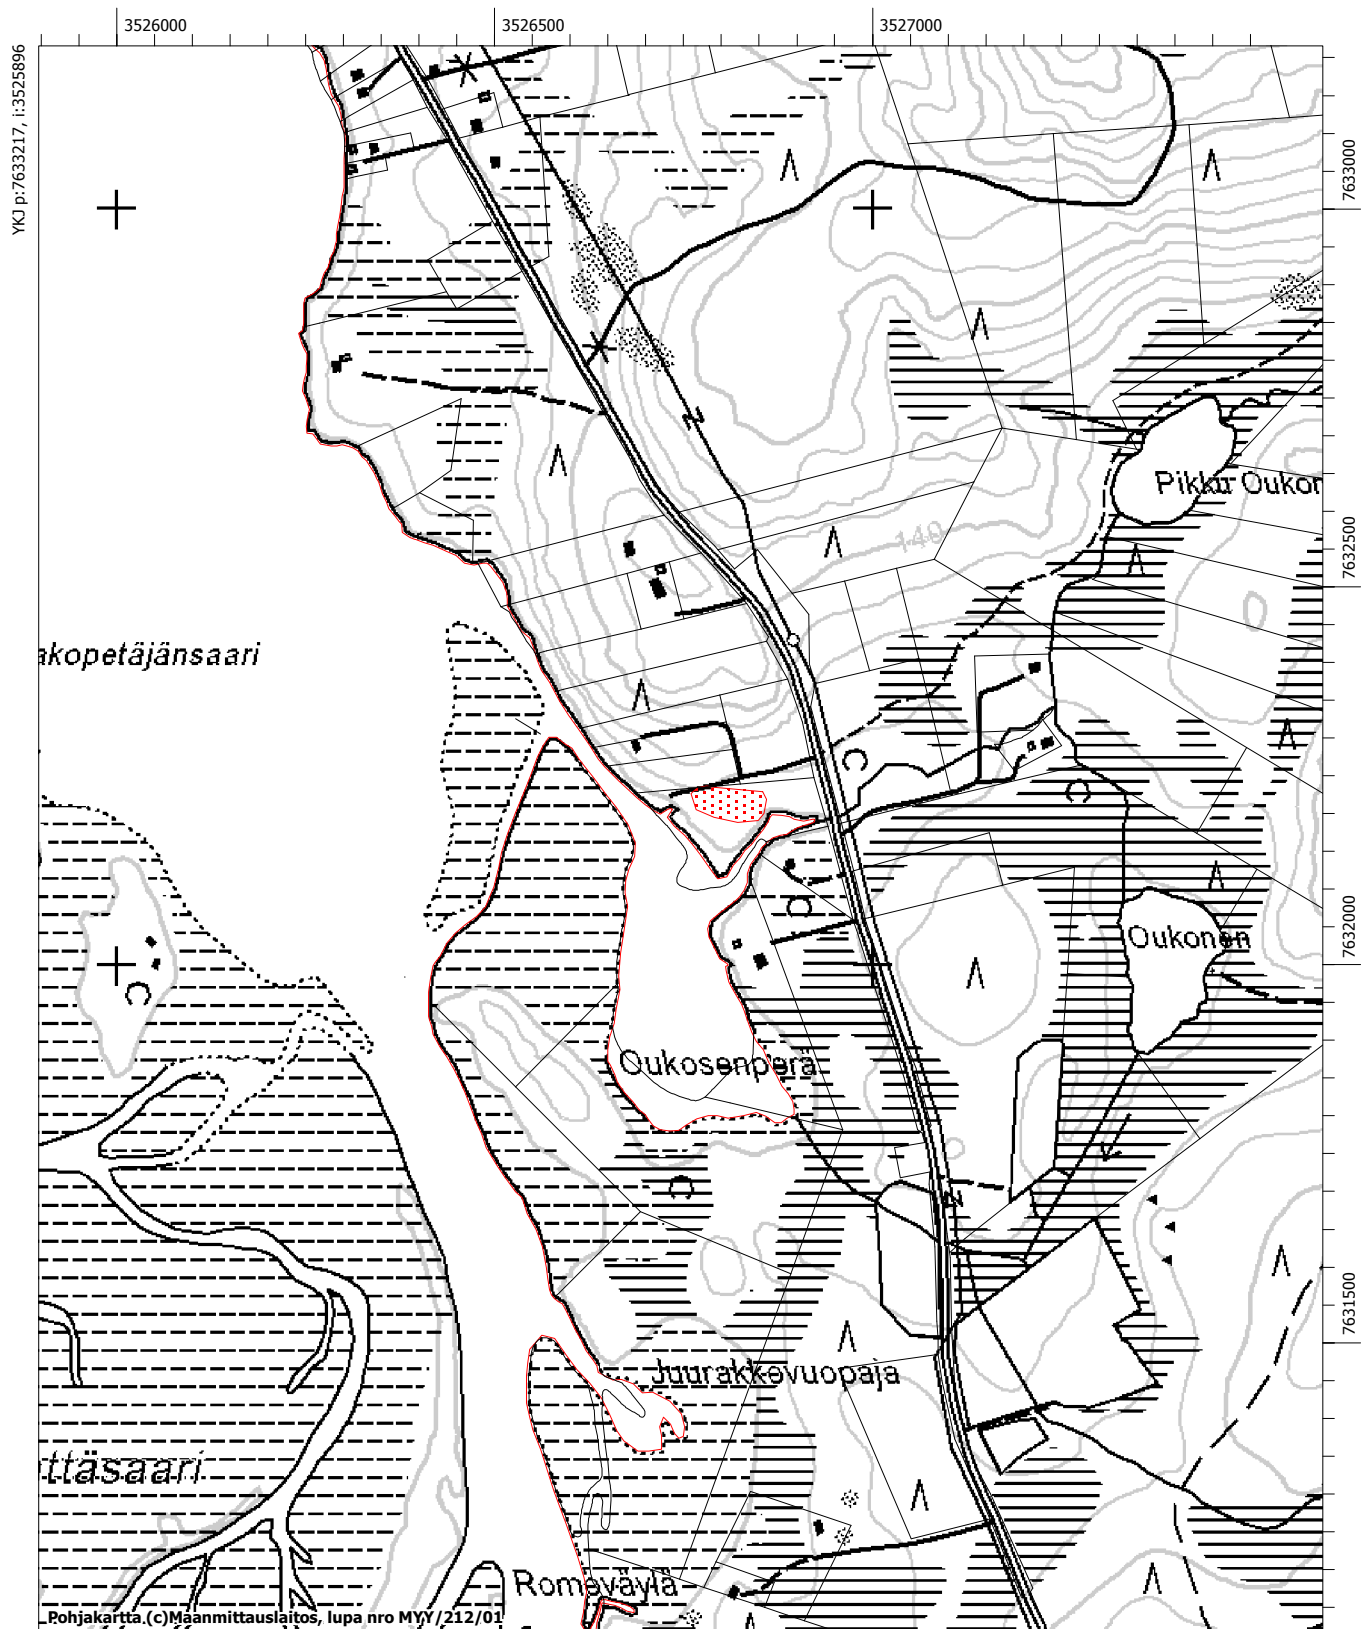 3526000
3526500
3527000
YKJ p:7633217, i:3525896
7633000
Pikku Oukon
7632500
140
akopetäjänsaari
7632000
Oukonen
Oukosenperä
7631500
Juurakkovuopaja
ttäsaari
Romeväylä
Pohjakartta (c)Maanmittauslaitos, lupa nro MYY/212/01